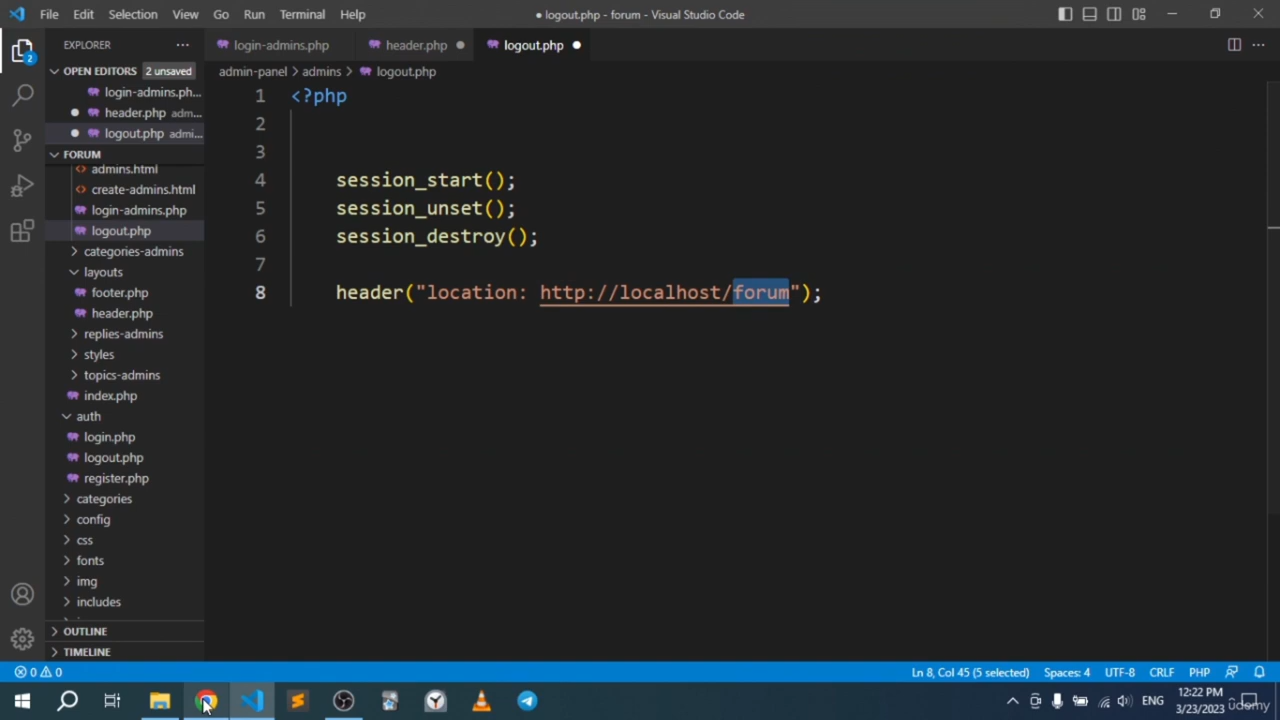 File Edit Selection View Go Run Terminal Help
● logout.php - forum - Visual Studio Code
EXPLORER ···
login-admins.php
header.php
logout.php
2
OPEN EDITORS 2 unsaved
admin-panel > admins > logout.php
login-admins.ph...
header.php adm...
logout.php admi...
FORUM
admins.html
create-admins.html
login-admins.php
logout.php
categories-admins
layouts
footer.php
header.php
replies-admins
styles
topics-admins
index.php
auth
login.php
logout.php
register.php
categories
config
css
fonts
img
includes
OUTLINE
TIMELINE
1 <?php
2
3
4 session_start();
5 session_unset();
6 session_destroy();
7
8 header("location: http://localhost/forum");
0 0
Ln 8, Col 45 (5 selected) Spaces: 4 UTF-8 CRLF PHP
ENG
12:22 PM
3/23/2023
udemy